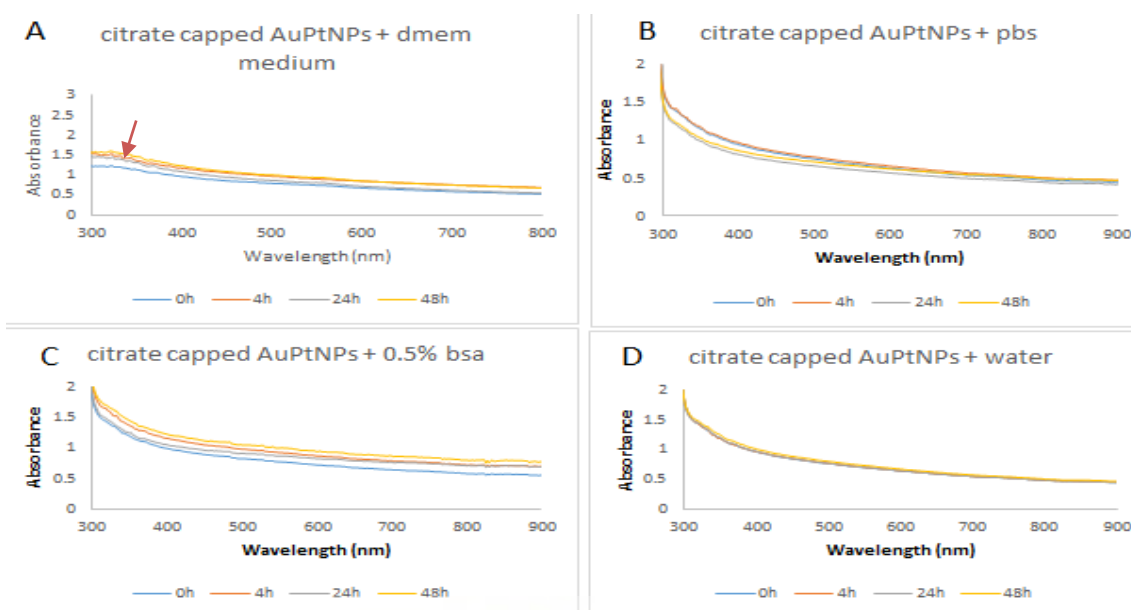 A
citrate capped AuPtNPs + dmem
medium
3
2.5
2
1.5
1
0.5
0
Absorbance
300 400 500 600 700 800
Wavelength (nm)
0h 4h 24h 48h
B
citrate capped AuPtNPs + pbs
2
1.5
1
0.5
0
Absorbance
300 400 500 600 700 800 900
Wavelength (nm)
0h 4h 24h 48h
C
citrate capped AuPtNPs + 0.5% bsa
2
1.5
1
0.5
0
Absorbance
300 400 500 600 700 800 900
Wavelength (nm)
0h 4h 24h 48h
D
citrate capped AuPtNPs + water
2
1.5
1
0.5
0
Absorbance
300 400 500 600 700 800 900
Wavelength (nm)
0h 4h 24h 48h